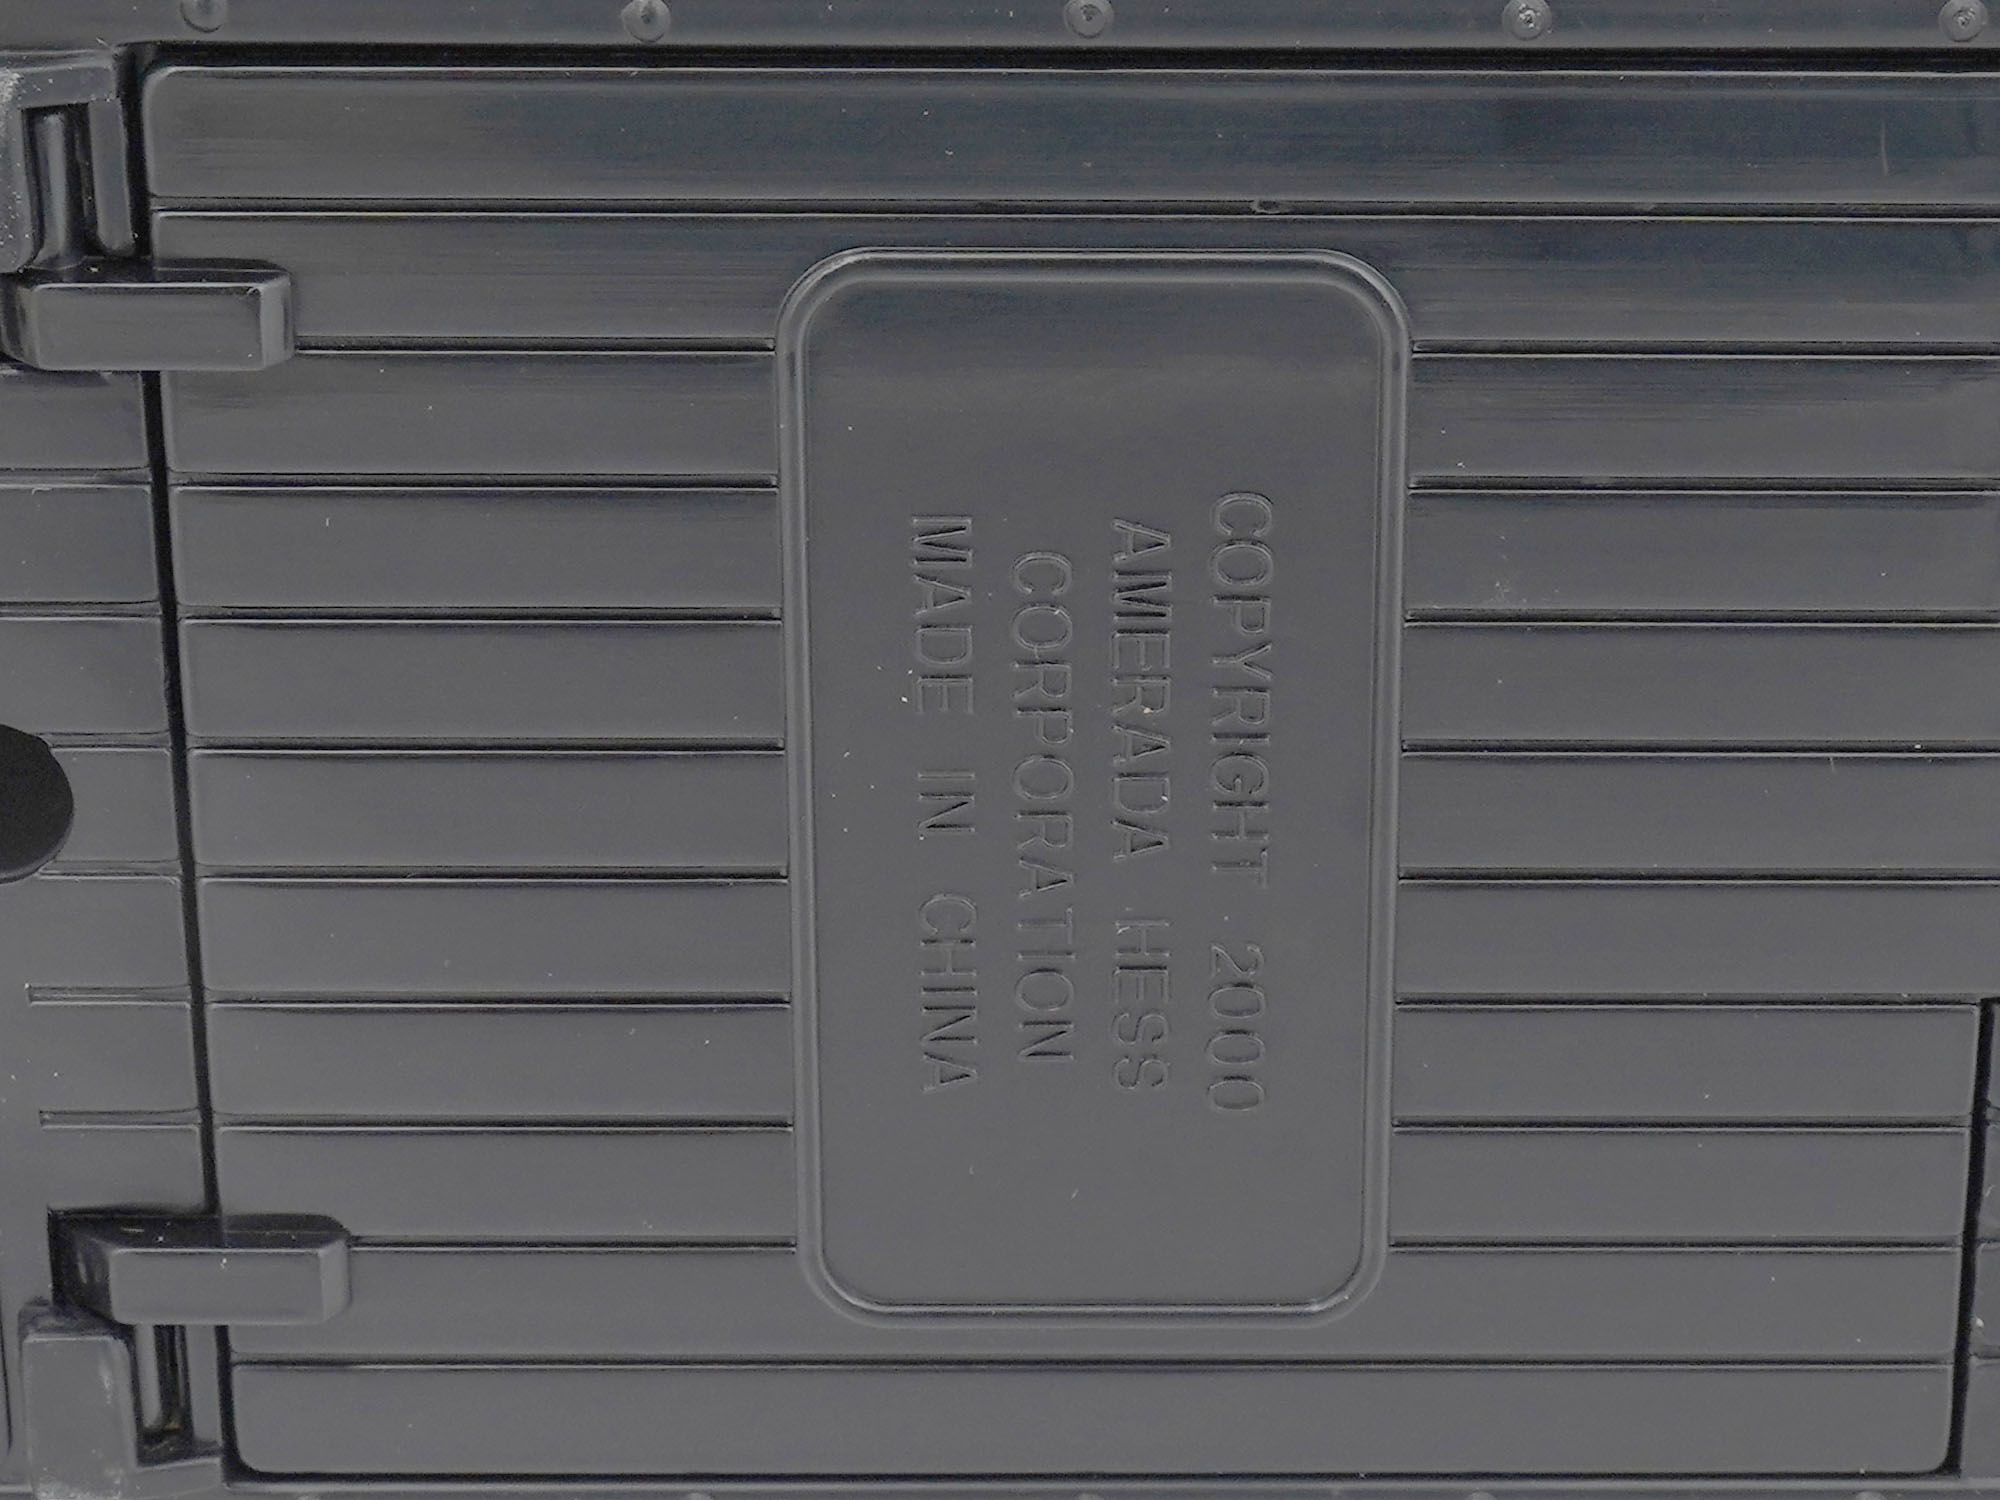 COPYRIGHT 2000
AMERADA HESS
CORPORATION
MADE IN CHINA